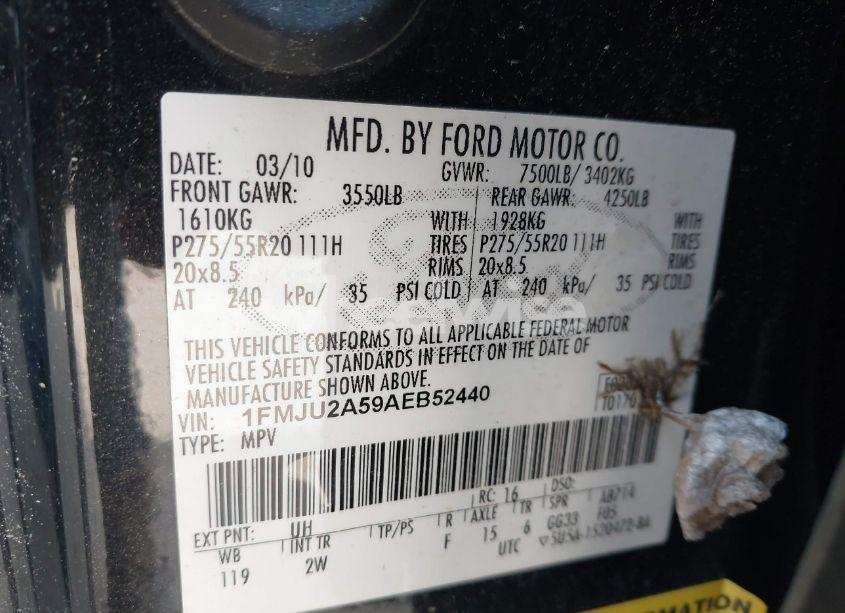 MFD. BY FORD MOTOR CO.
DATE: 03/10 GVWR: 7500LB/ 3402KG
FRONT GAWR: 3550LB REAR GAWR: 4250LB
1610KG WITH 1928KG WITH
P275/55R20 111H TIRES P275/55R20 111H TIRES
20x8.5 RIMS 20x8.5 RIMS
AT 240 kPa/ 35 PSI COLD AT 240 kPa/ 35 PSI COLD
THIS VEHICLE CONFORMS TO ALL APPLICABLE FEDERAL MOTOR
VEHICLE SAFETY STANDARDS IN EFFECT ON THE DATE OF
MANUFACTURE SHOWN ABOVE.
VIN: 1FMJU2A59AEB52440
TYPE: MPV
EXT PNT: UH RC: 16 DSO:
WB INT TR TP/PS R AXLE TR SPR AB714
119 2W F 15 6 GG33 F05
UTC